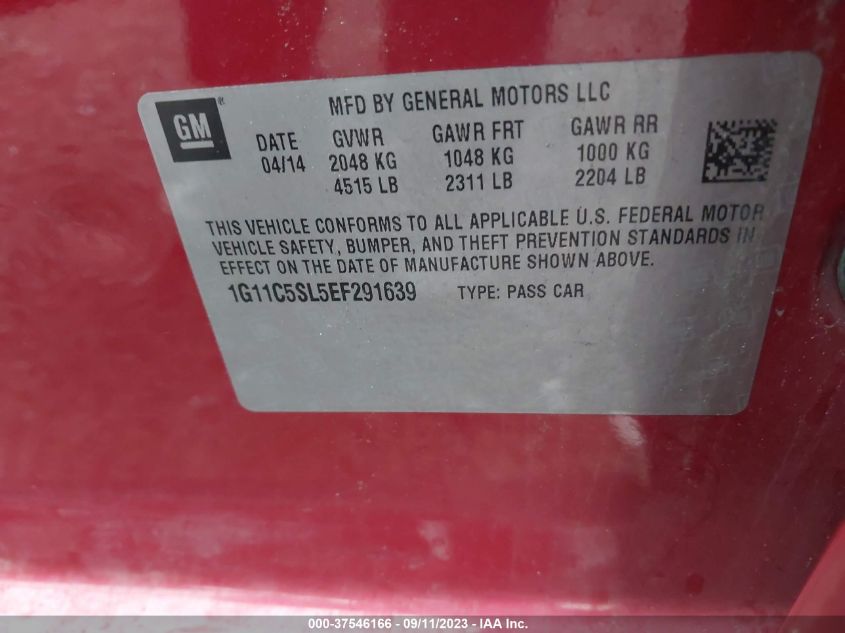 GM®
MFD BY GENERAL MOTORS LLC
DATE GVWR GAWR FRT GAWR RR
04/14 2048 KG 1048 KG 1000 KG
4515 LB 2311 LB 2204 LB
THIS VEHICLE CONFORMS TO ALL APPLICABLE U.S. FEDERAL MOTOR
VEHICLE SAFETY, BUMPER, AND THEFT PREVENTION STANDARDS IN
EFFECT ON THE DATE OF MANUFACTURE SHOWN ABOVE.
1G11C5SL5EF291639 TYPE: PASS CAR
000-37546166 - 09/11/2023 - IAA Inc.